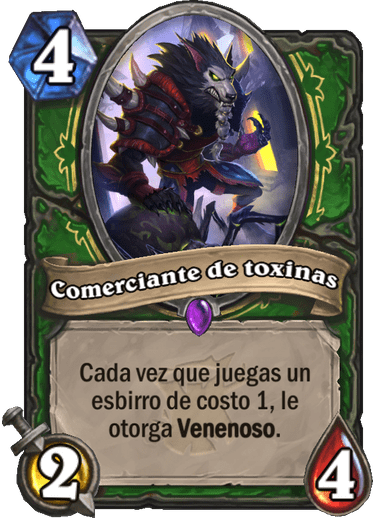 4
Comerciante de toxinas
Cada vez que juegas un
esbirro de costo 1, le
otorga Venenoso.
2
4